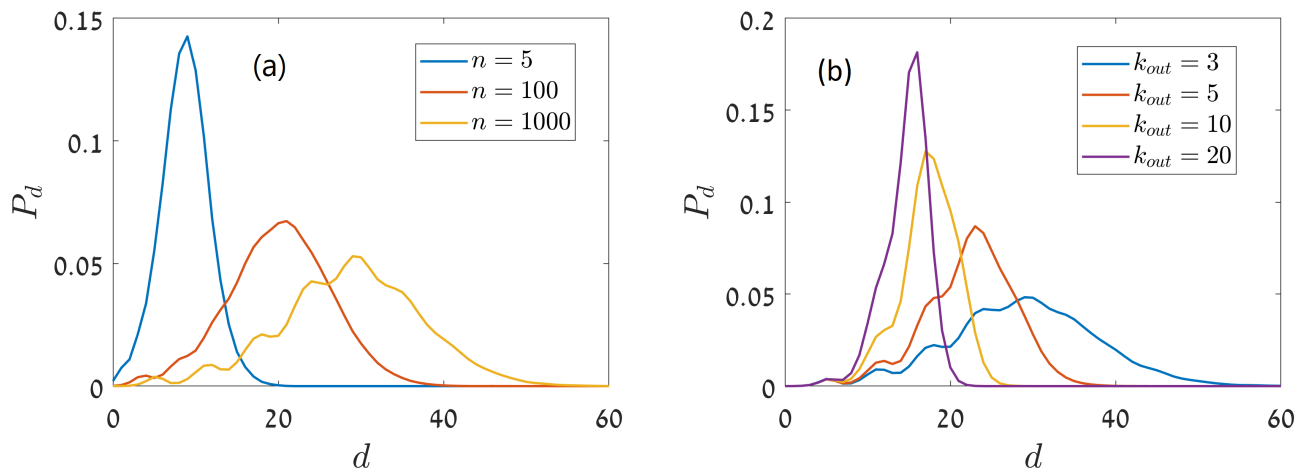 (a)
n = 5
n = 100
n = 1000
0.15
0.1
0.05
0
P_d
0 20 40 60
d
(b)
k_out = 3
k_out = 5
k_out = 10
k_out = 20
0.2
0.15
0.1
0.05
0
P_d
0 20 40 60
d